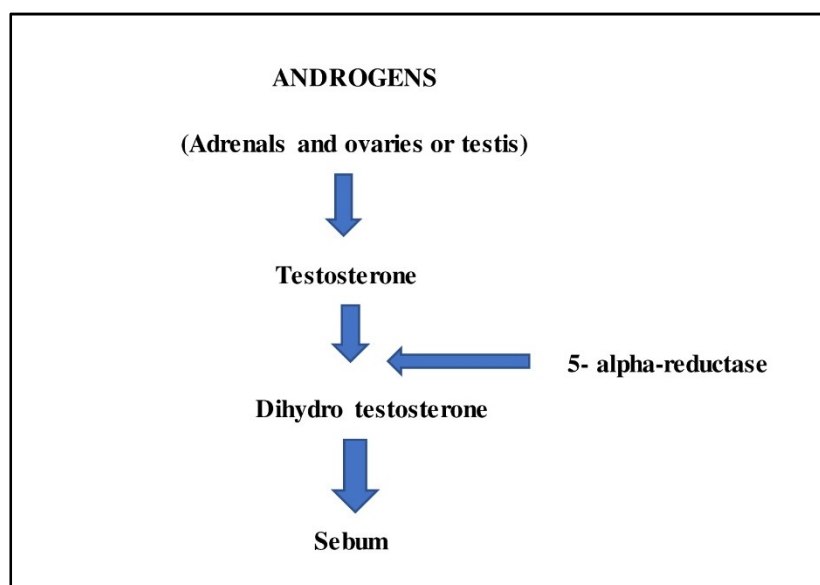 ANDROGENS
(Adrenals and ovaries or testis)
Testosterone
5- alpha-reductase
Dihydro testosterone
Sebum